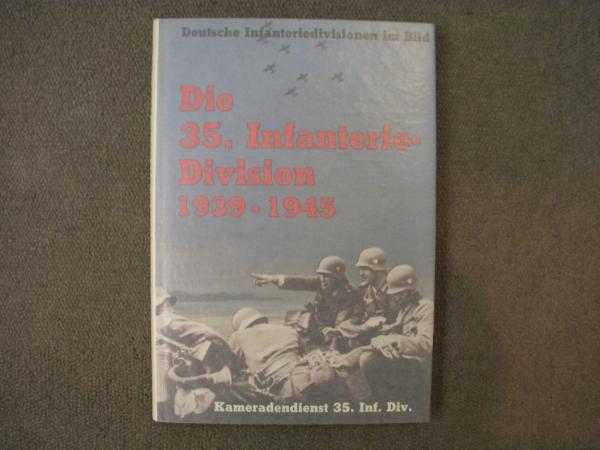 Deutsche Infanteriedivisionen im Bild
Die
35. Infanterie-
Division
1939-1945
Kameradendienst 35. Inf. Div.